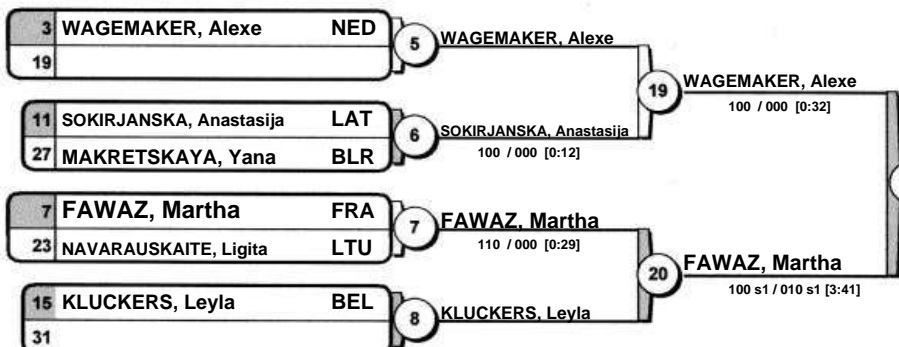 3 WAGEMAKER, Alexe NED
19
5
WAGEMAKER, Alexe
11 SOKIRJANSKA, Anastasija LAT
27 MAKRETSKAYA, Yana BLR
6
SOKIRJANSKA, Anastasija
100 / 000 [0:12]
19
WAGEMAKER, Alexe
100 / 000 [0:32]
7 FAWAZ, Martha FRA
23 NAVARAUSKAITE, Ligita LTU
7
FAWAZ, Martha
110 / 000 [0:29]
15 KLUCKERS, Leyla BEL
31
8
KLUCKERS, Leyla
20
FAWAZ, Martha
100 s1 / 010 s1 [3:41]